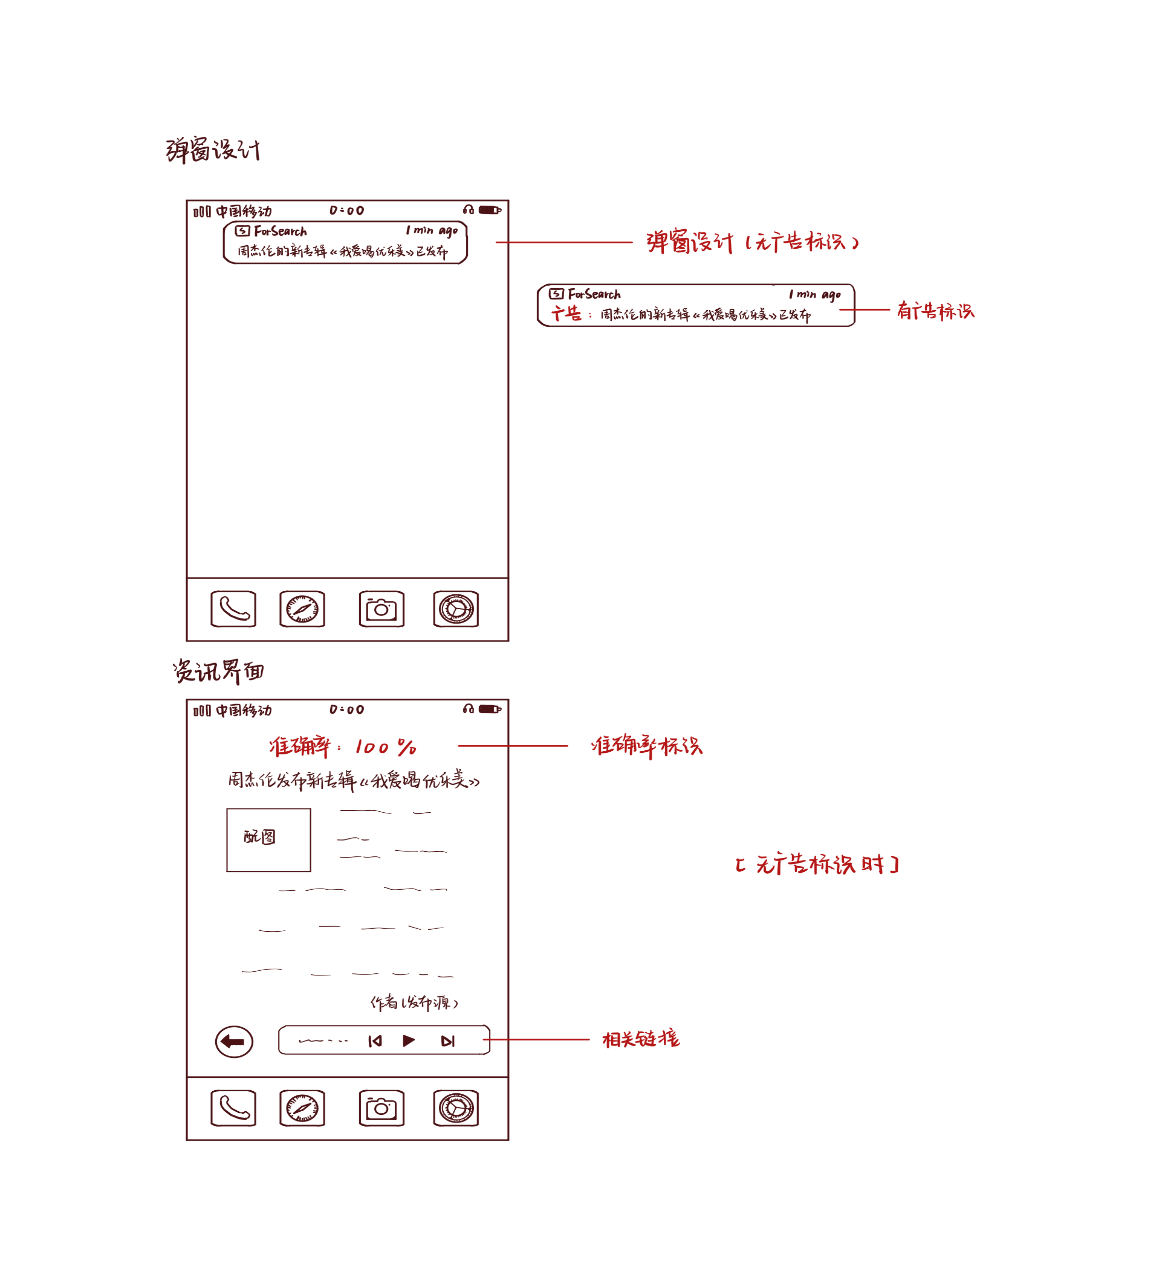 弹窗设计
中国移动 0:00
ForSearch 1 min ago
周杰伦的新专辑《我爱喝优乐美》已发布
弹窗设计（无广告标识）
ForSearch 1 min ago
广告：周杰伦的新专辑《我爱喝优乐美》已发布
有广告标识
资讯界面
中国移动 0:00
准确率：100%
准确率标识
周杰伦发布新专辑《我爱喝优乐美》
配图
[无广告标识时]
作者（发布源）
相关链接